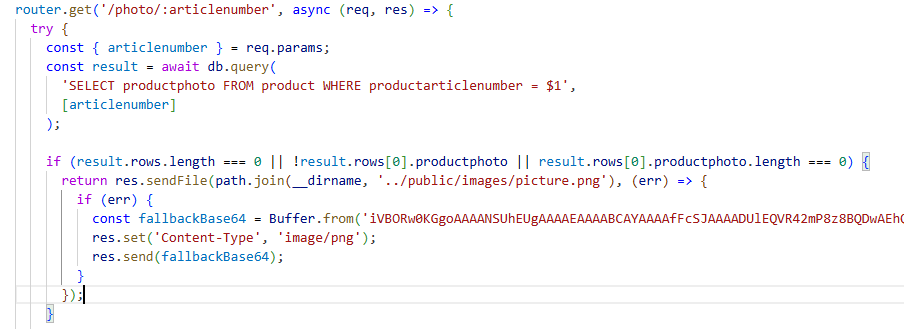 router.get('/photo/:articlenumber', async (req, res) => {
try {
const { articlenumber } = req.params;
const result = await db.query(
'SELECT productphoto FROM product WHERE productarticlenumber = $1',
[articlenumber]
);
if (result.rows.length === 0 || !result.rows[0].productphoto || result.rows[0].productphoto.length === 0) {
return res.sendFile(path.join(__dirname, '../public/images/picture.png'), (err) => {
if (err) {
const fallbackBase64 = Buffer.from('iVBORw0KGgoAAAANSUhEUgAAAAEAAAABCAYAAAAfFcSJAAAADUlEQVR42mP8z8BQDwAEhQ
res.set('Content-Type', 'image/png');
res.send(fallbackBase64);
}
});
}